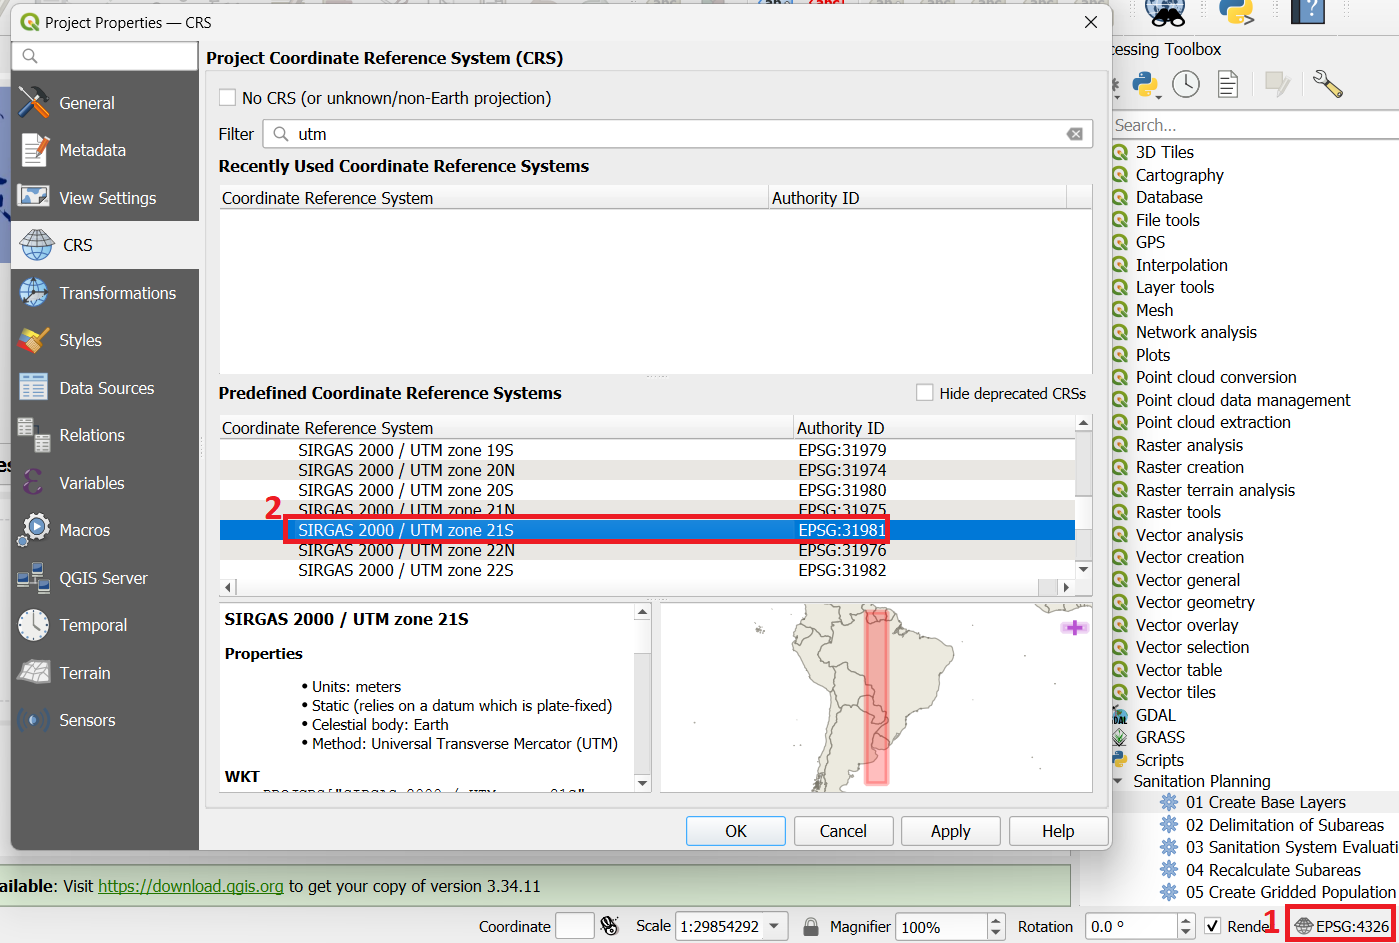 Project Properties — CRS
General
Metadata
View Settings
CRS
Transformations
Styles
Data Sources
Relations
Variables
Macros
QGIS Server
Temporal
Terrain
Sensors
Project Coordinate Reference System (CRS)
No CRS (or unknown/non-Earth projection)
Filter utm
Recently Used Coordinate Reference Systems
Coordinate Reference System Authority ID
Predefined Coordinate Reference Systems Hide deprecated CRSs
Coordinate Reference System Authority ID
SIRGAS 2000 / UTM zone 19S EPSG:31979
SIRGAS 2000 / UTM zone 20N EPSG:31974
SIRGAS 2000 / UTM zone 20S EPSG:31980
SIRGAS 2000 / UTM zone 21N EPSG:31975
2 SIRGAS 2000 / UTM zone 21S EPSG:31981
SIRGAS 2000 / UTM zone 22N EPSG:31976
SIRGAS 2000 / UTM zone 22S EPSG:31982
SIRGAS 2000 / UTM zone 21S
Properties
• Units: meters
• Static (relies on a datum which is plate-fixed)
• Celestial body: Earth
• Method: Universal Transverse Mercator (UTM)
WKT
OK Cancel Apply Help
cessing Toolbox
Search...
3D Tiles
Cartography
Database
File tools
GPS
Interpolation
Layer tools
Mesh
Network analysis
Plots
Point cloud conversion
Point cloud data management
Point cloud extraction
Raster analysis
Raster creation
Raster terrain analysis
Raster tools
Vector analysis
Vector creation
Vector general
Vector geometry
Vector overlay
Vector selection
Vector table
Vector tiles
GDAL
GRASS
Scripts
Sanitation Planning
01 Create Base Layers
02 Delimitation of Subareas
03 Sanitation System Evaluati
04 Recalculate Subareas
05 Create Gridded Population
ailable: Visit https://download.qgis.org to get your copy of version 3.34.11
Coordinate Scale 1:29854292 Magnifier 100% Rotation 0.0 ° Rende 1 EPSG:4326